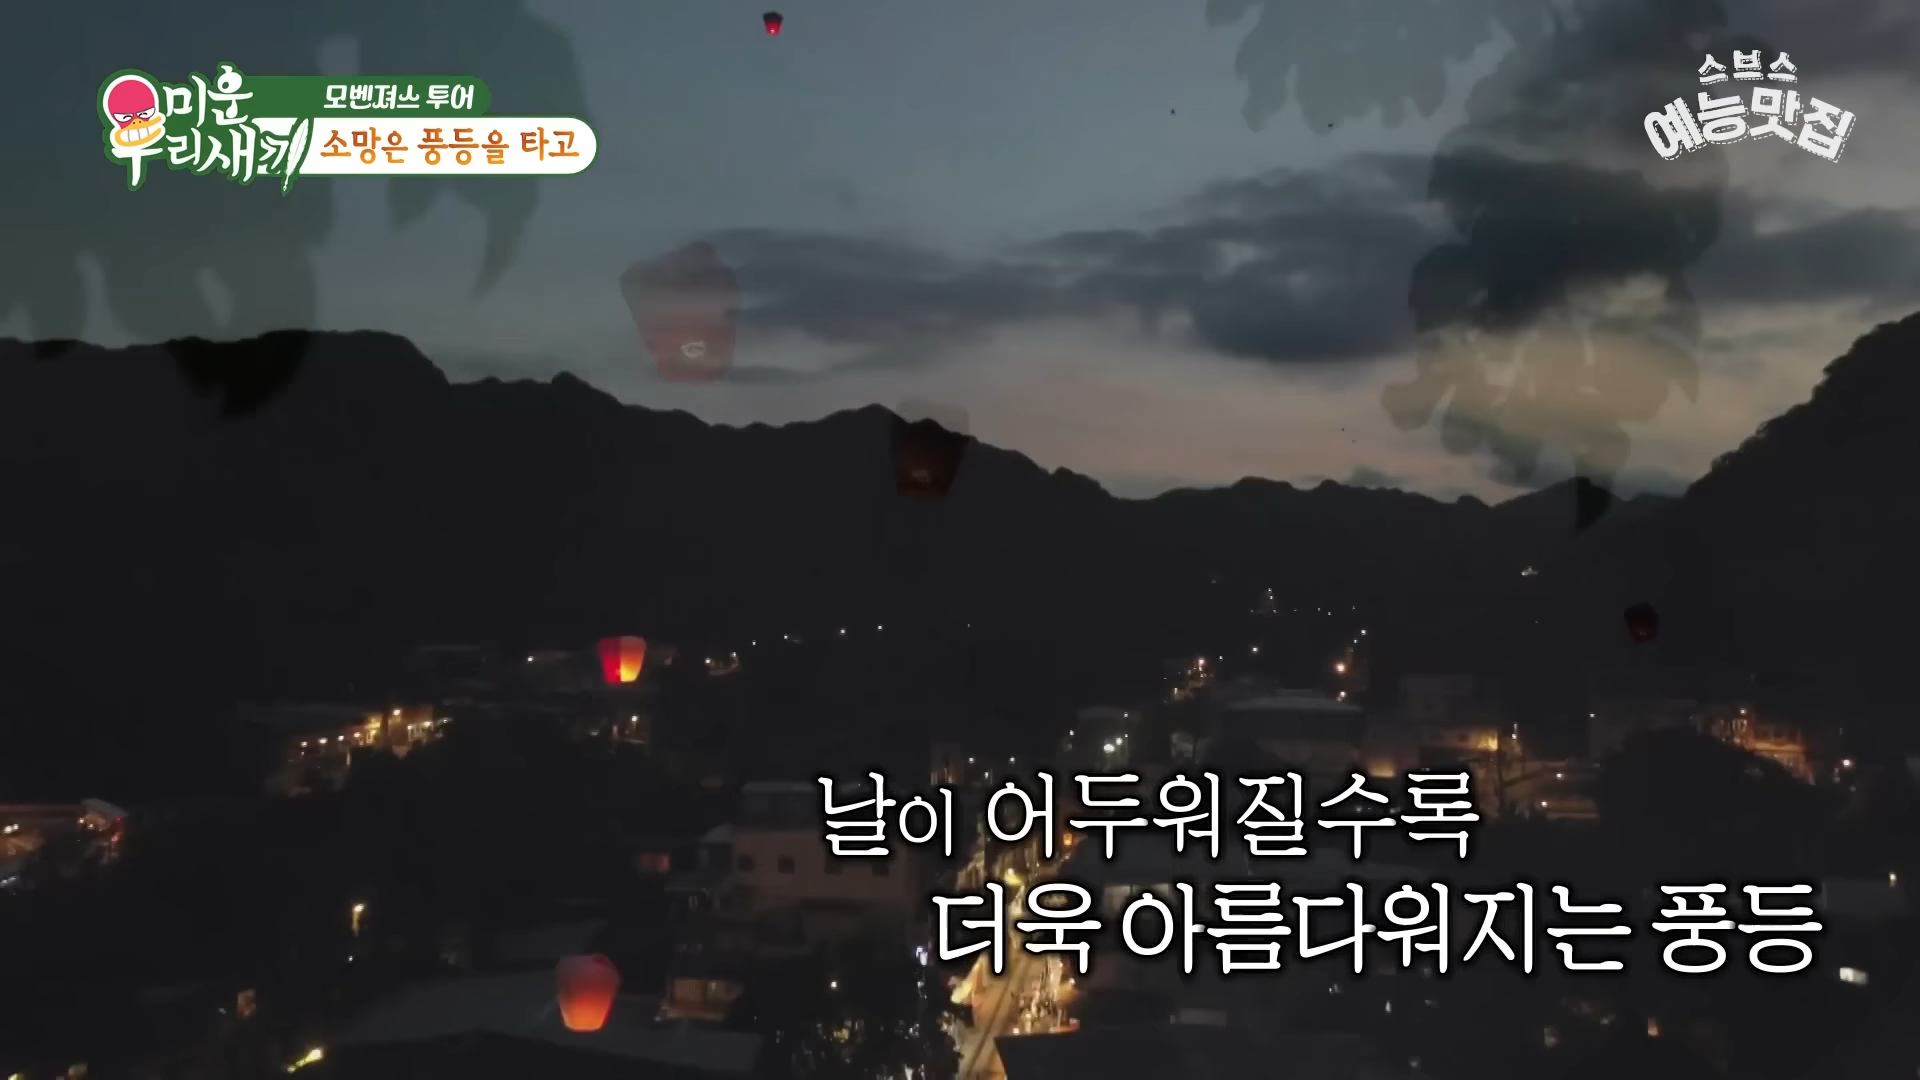 미운
우리새끼
모벤져스 투어
소망은 풍등을 타고
스브스
예능맛집
날이 어두워질수록
더욱 아름다워지는 풍등